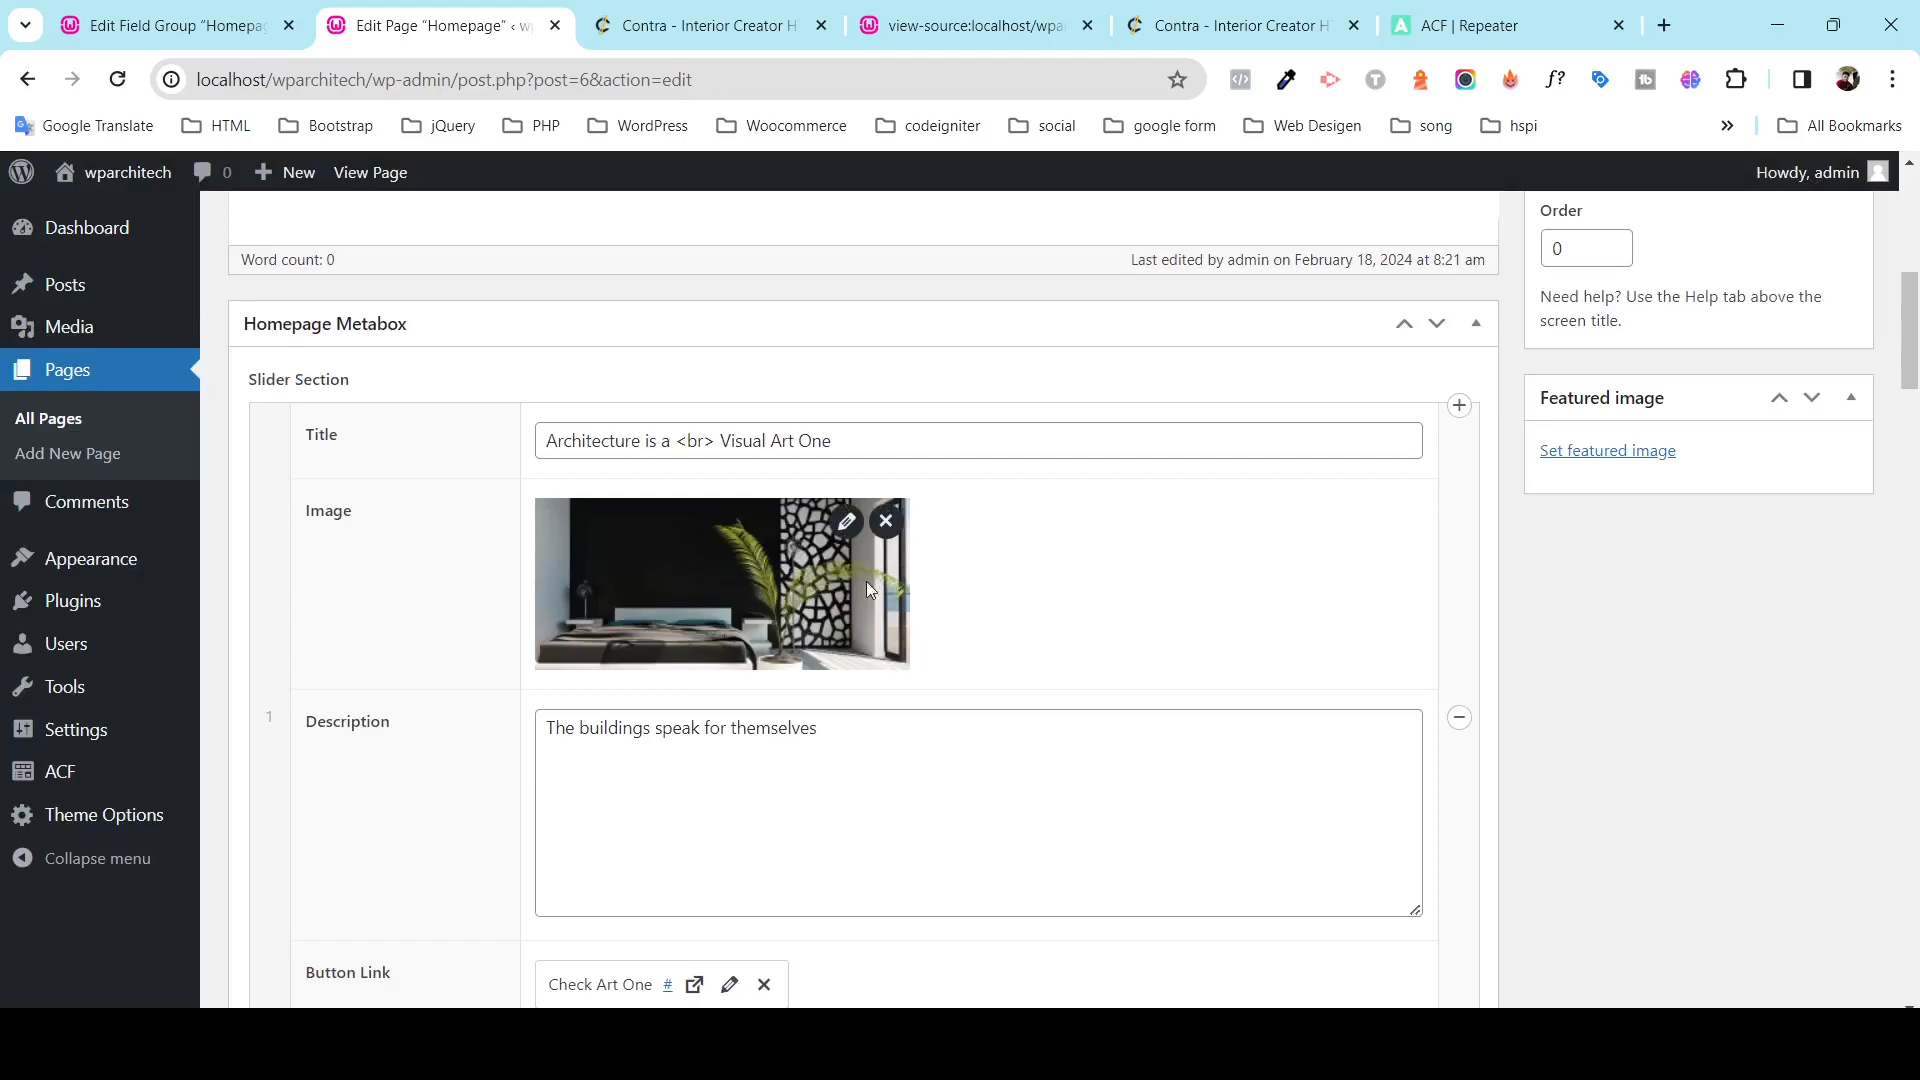 Edit Field Group “Homepa
Edit Page “Homepage” ‹ w
Contra - Interior Creator H
view-source:localhost/wpa
Contra - Interior Creator H
ACF | Repeater
localhost/wparchitech/wp-admin/post.php?post=6&action=edit
Google Translate HTML Bootstrap jQuery PHP WordPress Woocommerce codeigniter social google form Web Desigen song hspi » All Bookmarks
wparchitech 0 New View Page Howdy, admin
Dashboard
Posts
Media
Pages
All Pages
Add New Page
Comments
Appearance
Plugins
Users
Tools
Settings
ACF
Theme Options
Collapse menu
Word count: 0
Last edited by admin on February 18, 2024 at 8:21 am
Homepage Metabox
Slider Section
Title
Architecture is a <br> Visual Art One
Image
1
Description
The buildings speak for themselves
Button Link
Check Art One #
Order
0
Need help? Use the Help tab above the
screen title.
Featured image
Set featured image